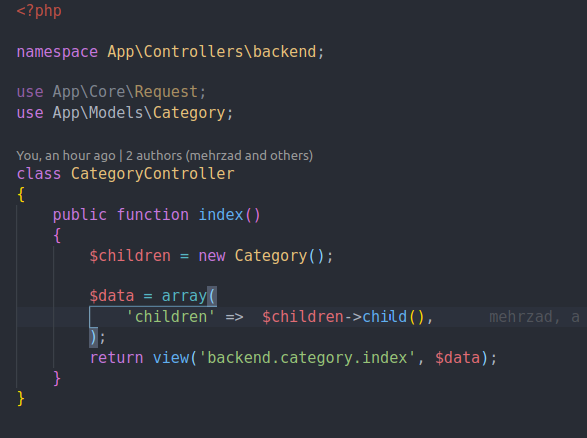 <?php
namespace App\Controllers\backend;
use App\Core\Request;
use App\Models\Category;
You, an hour ago | 2 authors (mehrzad and others)
class CategoryController
{
    public function index()
    {
        $children = new Category();
        $data = array(
            'children' =>  $children->child(),      mehrzad, a
        );
        return view('backend.category.index', $data);
    }
}